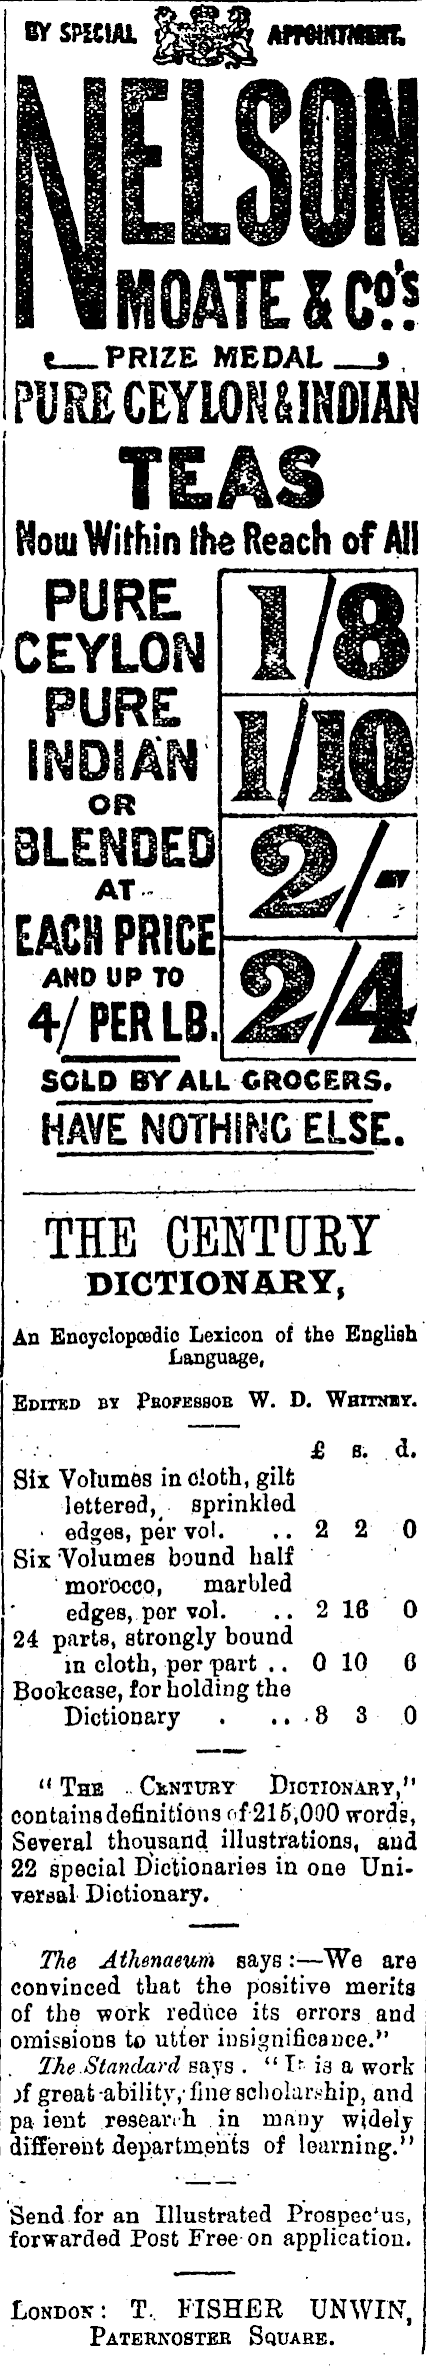 BY SPECIAL APPOINTMENT.
NELSON
MOATE & Co.'s
PRIZE MEDAL
PURE CEYLON & INDIAN
TEAS
Now Within the Reach of All
PURE
CEYLON
PURE
INDIAN
OR
BLENDED
AT
EACH PRICE
AND UP TO
4/ PER LB.
1/8
1/10
2/-
2/4
SOLD BY ALL GROCERS.
HAVE NOTHING ELSE.
THE CENTURY
DICTIONARY,
An Encyclopœdic Lexicon of the English
Language,
EDITED BY PROFESSOR W. D. WHITNEY.
£ s. d.
Six Volumes in cloth, gilt
lettered, sprinkled
edges, per vol. .. 2 2 0
Six Volumes bound half
morocco, marbled
edges, per vol. .. 2 16 0
24 parts, strongly bound
in cloth, per part .. 0 10 6
Bookcase, for holding the
Dictionary . .. 8 3 0
"THE CENTURY DICTIONARY,"
contains definitions of 215,000 words,
Several thousand illustrations, and
22 special Dictionaries in one Uni-
versal Dictionary.
The Athenaeum says:—We are
convinced that the positive merits
of the work reduce its errors and
omissions to utter insignificance."
The Standard says. "It is a work
of great ability, fine scholarship, and
patient research in many widely
different departments of learning."
Send for an Illustrated Prospectus,
forwarded Post Free on application.
LONDON: T. FISHER UNWIN,
PATERNOSTER SQUARE.